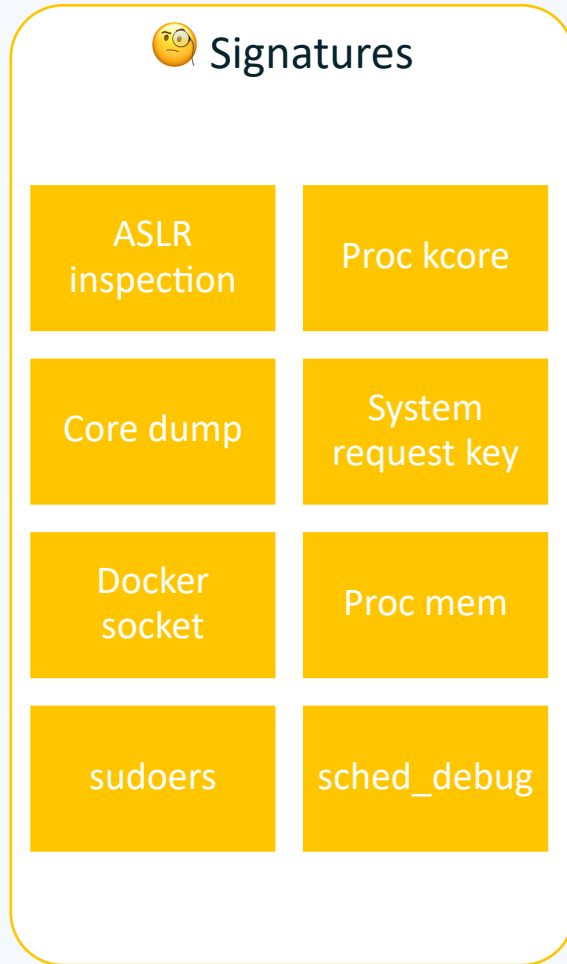 Signatures
ASLR
inspection
Proc kcore
Core dump
System
request key
Docker
socket
Proc mem
sudoers
sched_debug